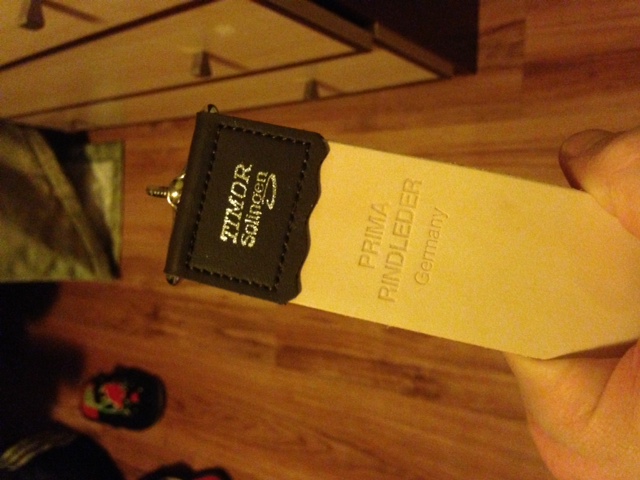 TIMOR
Solingen
PRIMA
RINDLEDER
Germany